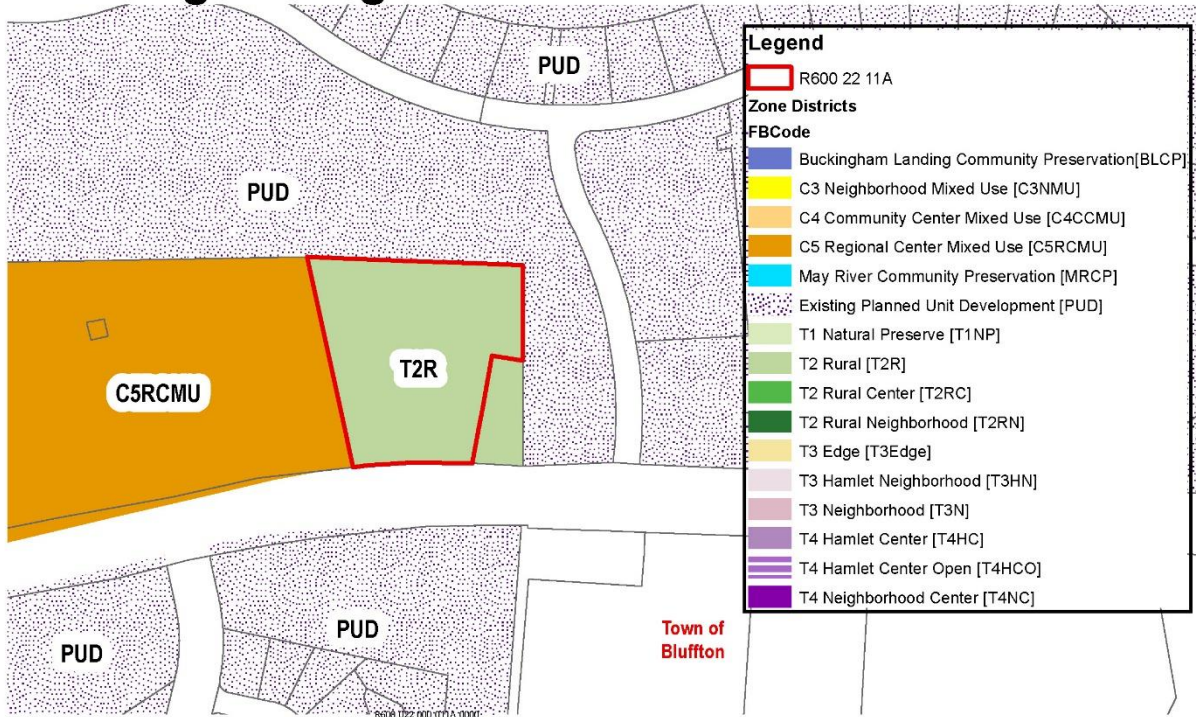 PUD
PUD
C5RCMU
T2R
PUD
PUD
Town of
Bluffton
Legend
R600 22 11A
Zone Districts
FBCode
Buckingham Landing Community Preservation[BLCP]
C3 Neighborhood Mixed Use [C3NMU]
C4 Community Center Mixed Use [C4CCMU]
C5 Regional Center Mixed Use [C5RCMU]
May River Community Preservation [MRCP]
Existing Planned Unit Development [PUD]
T1 Natural Preserve [T1NP]
T2 Rural [T2R]
T2 Rural Center [T2RC]
T2 Rural Neighborhood [T2RN]
T3 Edge [T3Edge]
T3 Hamlet Neighborhood [T3HN]
T3 Neighborhood [T3N]
T4 Hamlet Center [T4HC]
T4 Hamlet Center Open [T4HCO]
T4 Neighborhood Center [T4NC]